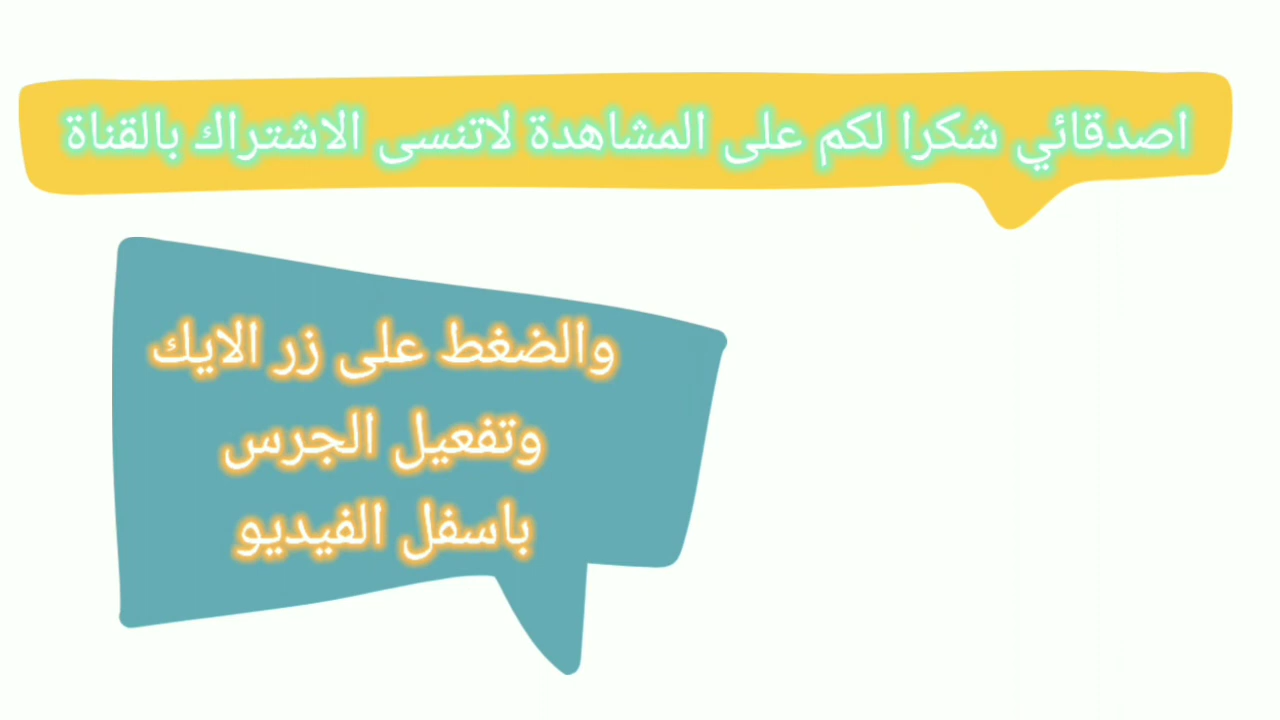 اصدقائي شكرا لكم على المشاهدة لاتنسى الاشتراك بالقناة
والضغط على زر الايك
وتفعيل الجرس
باسفل الفيديو